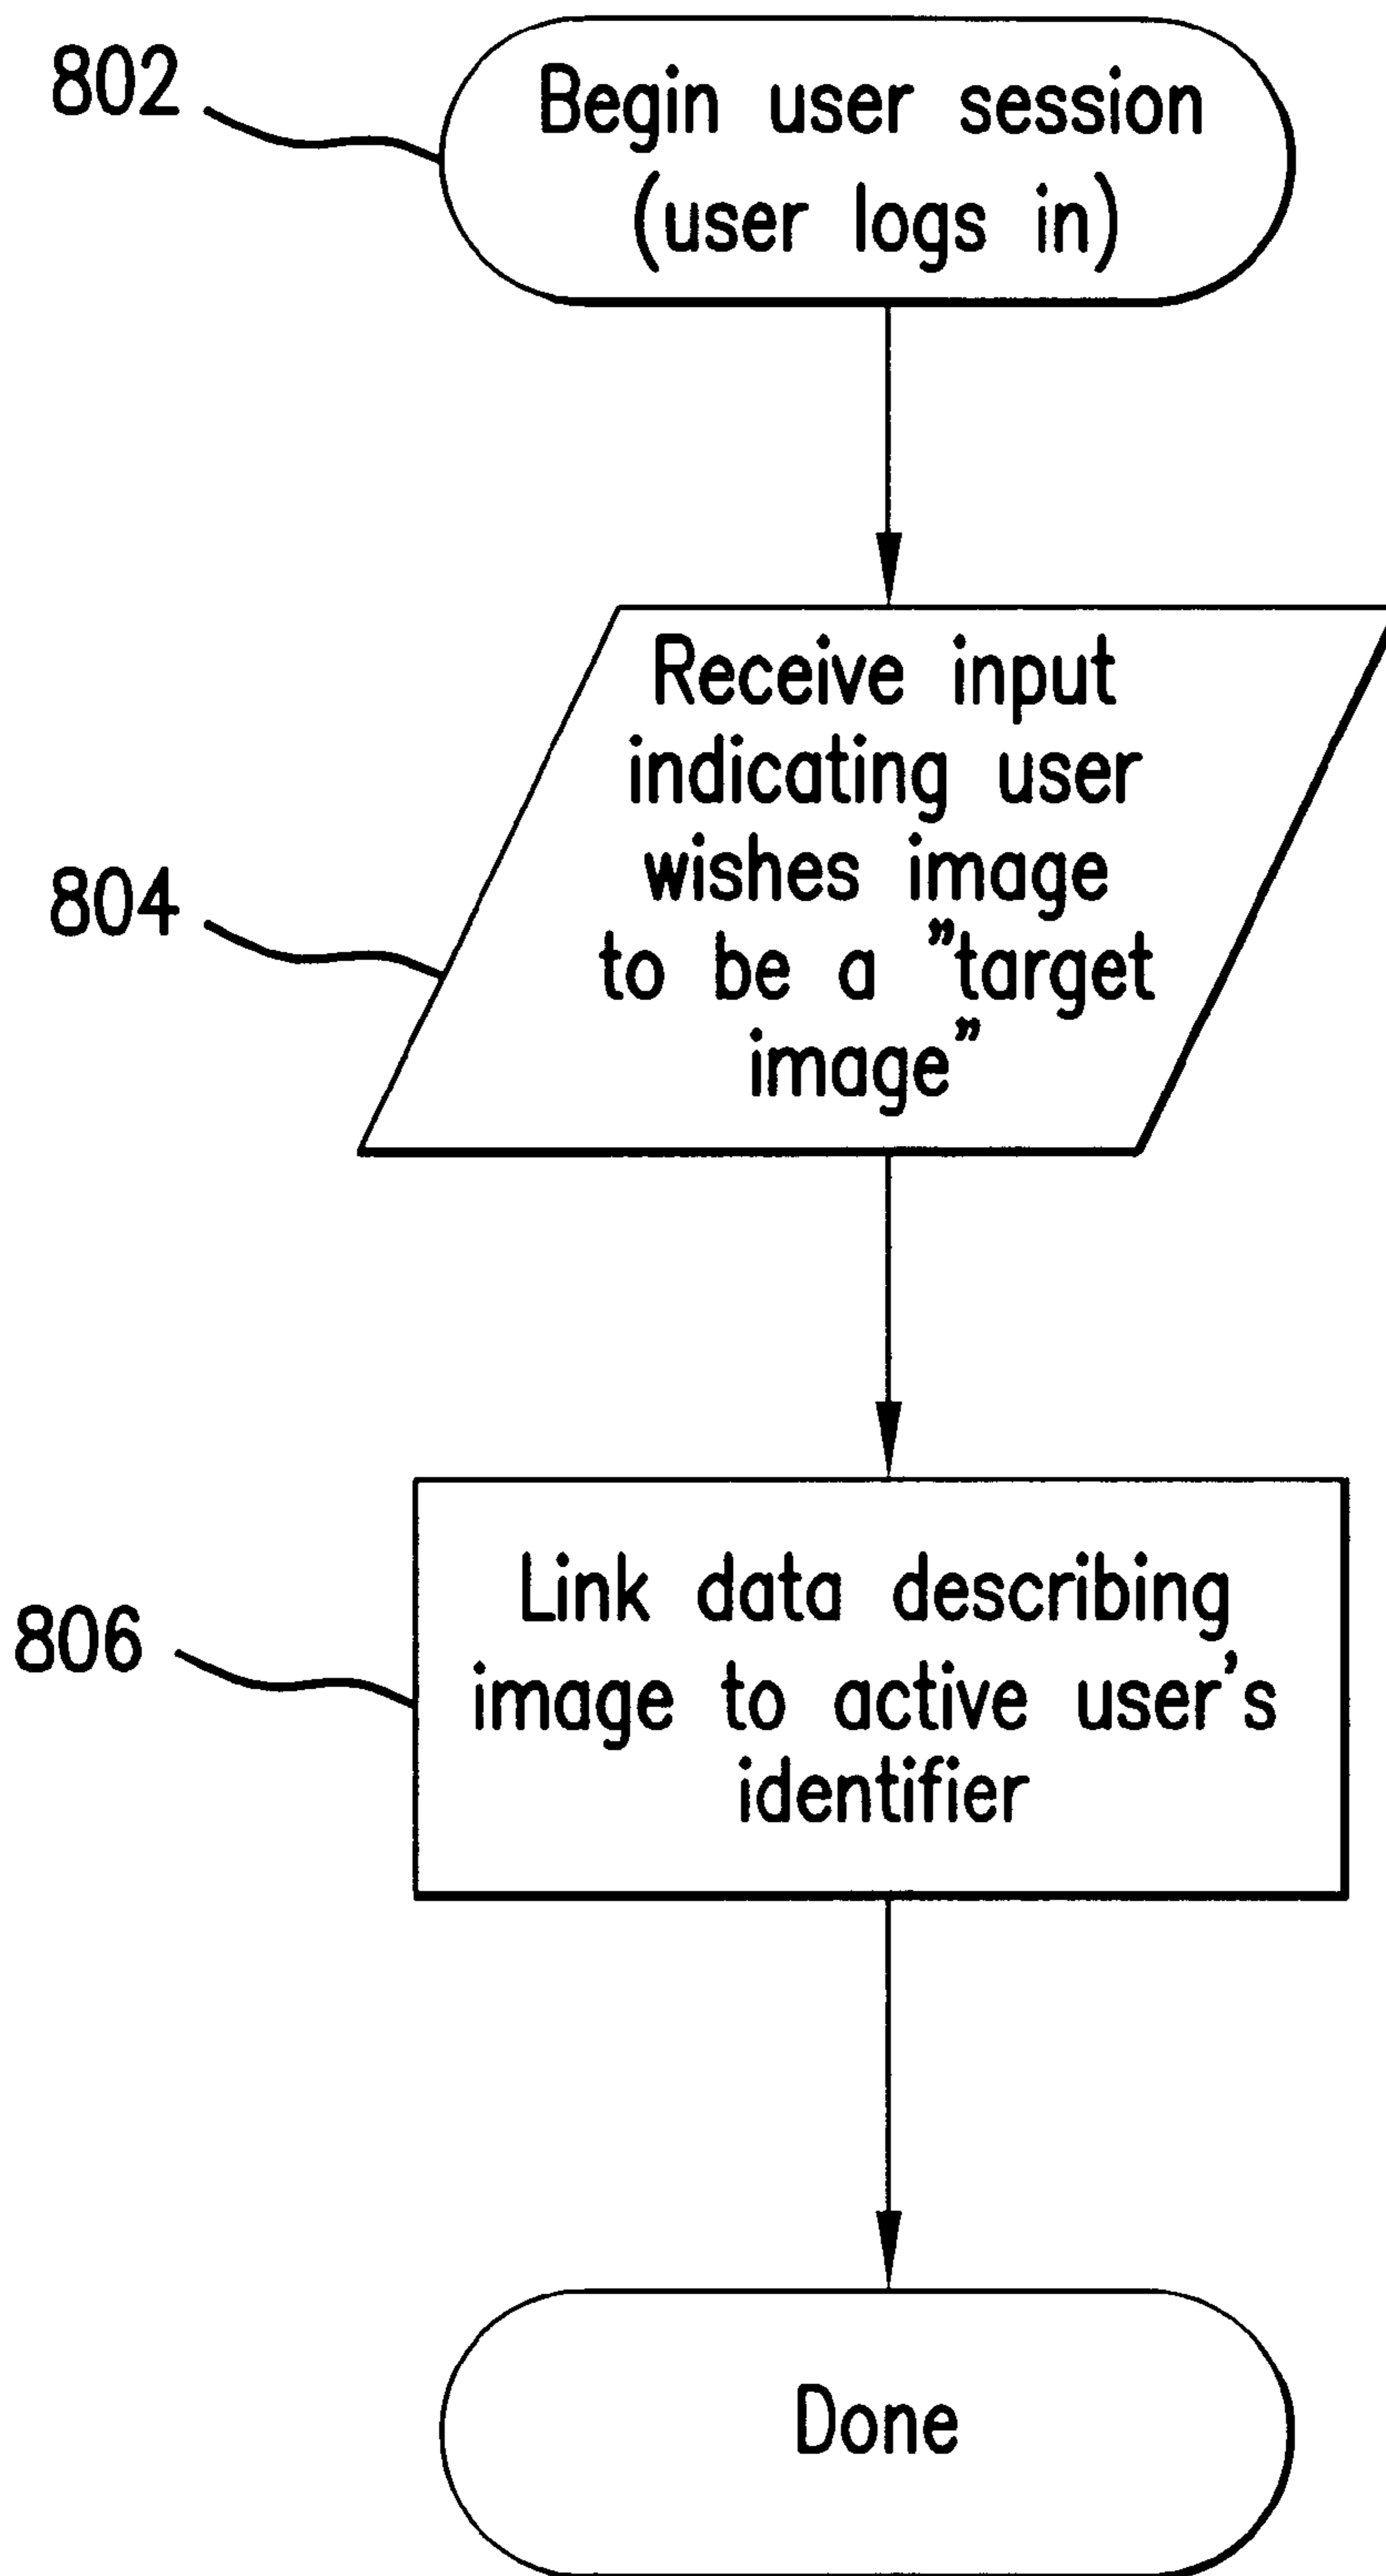 802
Begin user session
(user logs in)
804
Receive input
indicating user
wishes image
to be a "target
image"
806
Link data describing
image to active user's
identifier
Done